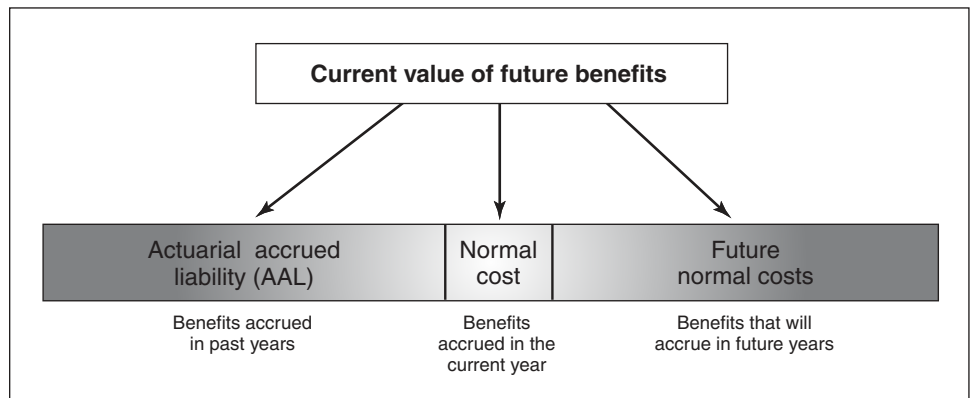 Current value of future benefits
Actuarial accrued
liability (AAL)
Normal
cost
Future
normal costs
Benefits accrued
in past years
Benefits
accrued in the
current year
Benefits that will
accrue in future years